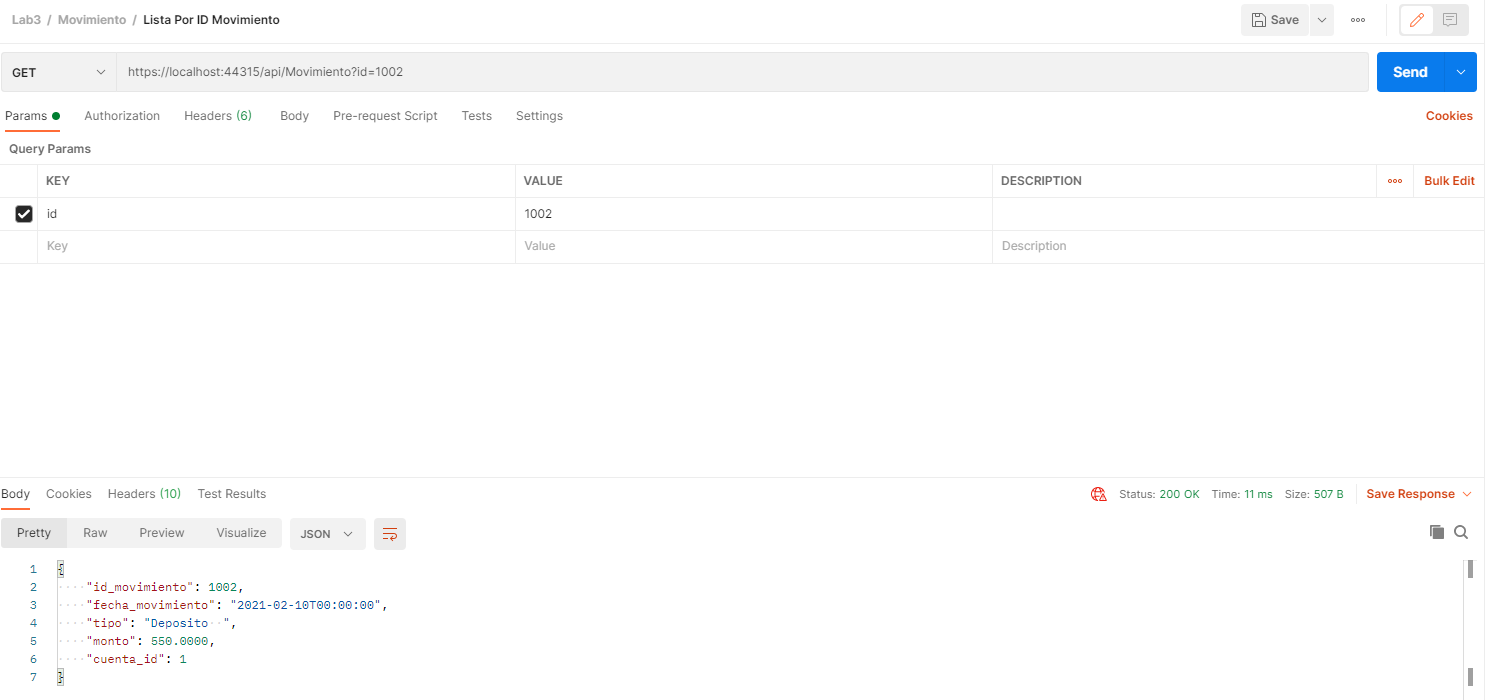 Lab3 / Movimiento / Lista Por ID Movimiento Save
GET https://localhost:44315/api/Movimiento?id=1002 Send
Params Authorization Headers (6) Body Pre-request Script Tests Settings Cookies
Query Params
KEY VALUE DESCRIPTION Bulk Edit
id 1002
Key Value Description
Body Cookies Headers (10) Test Results Status: 200 OK Time: 11 ms Size: 507 B Save Response
Pretty Raw Preview Visualize JSON
1 {
2 "id_movimiento": 1002,
3 "fecha_movimiento": "2021-02-10T00:00:00",
4 "tipo": "Deposito  ",
5 "monto": 550.0000,
6 "cuenta_id": 1
7 }